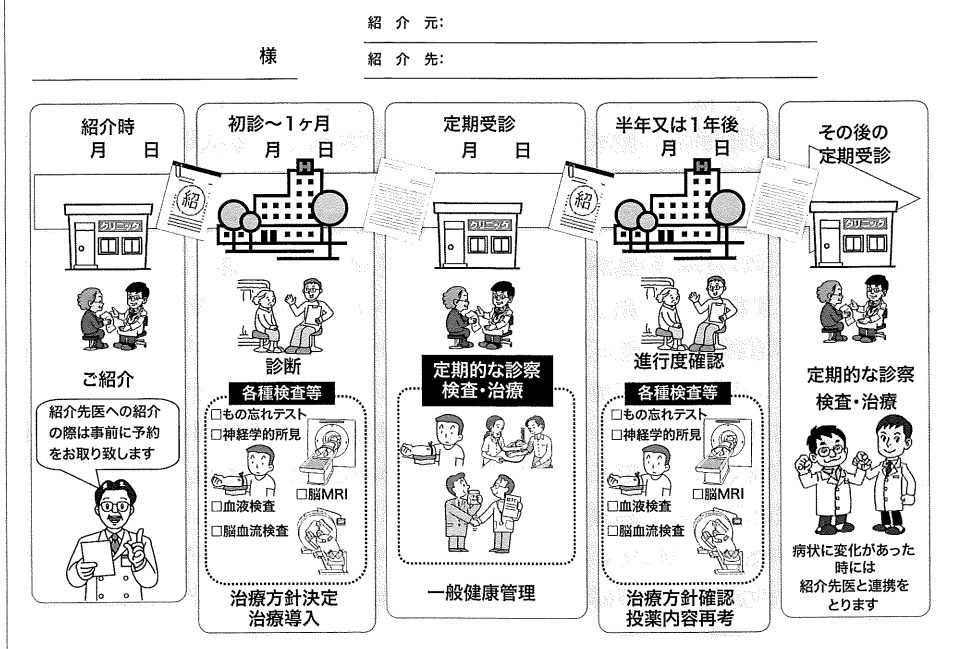 紹 介 元：
様
紹 介 先：
紹介時
月 日
クリニック
ご紹介
紹介先医への紹介
の際は事前に予約
をお取り致します
紹
初診～1ヶ月
月 日
H
診断
各種検査等
□もの忘れテスト
□神経学的所見
□脳MRI
□血液検査
□脳血流検査
治療方針決定
治療導入
定期受診
月 日
クリニック
定期的な診察
検査・治療
一般健康管理
紹
半年又は1年後
月 日
H
進行度確認
各種検査等
□もの忘れテスト
□神経学的所見
□脳MRI
□血液検査
□脳血流検査
治療方針確認
投薬内容再考
その後の
定期受診
クリニック
定期的な診察
検査・治療
病状に変化があった
時には
紹介先医と連携を
とります